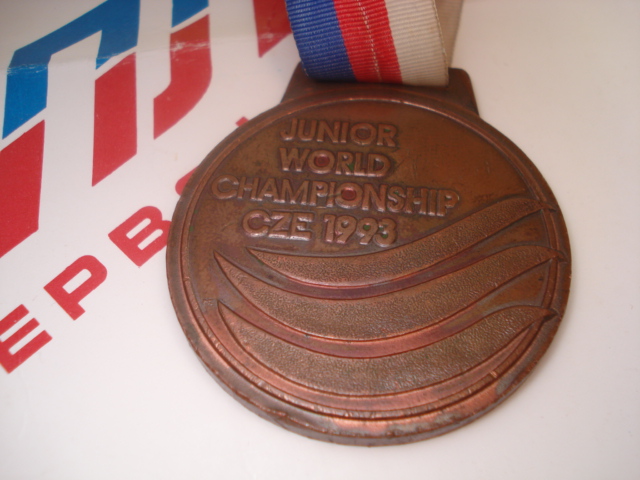 JUNIOR
WORLD
CHAMPIONSHIP
CZE 1993
ЕРВ